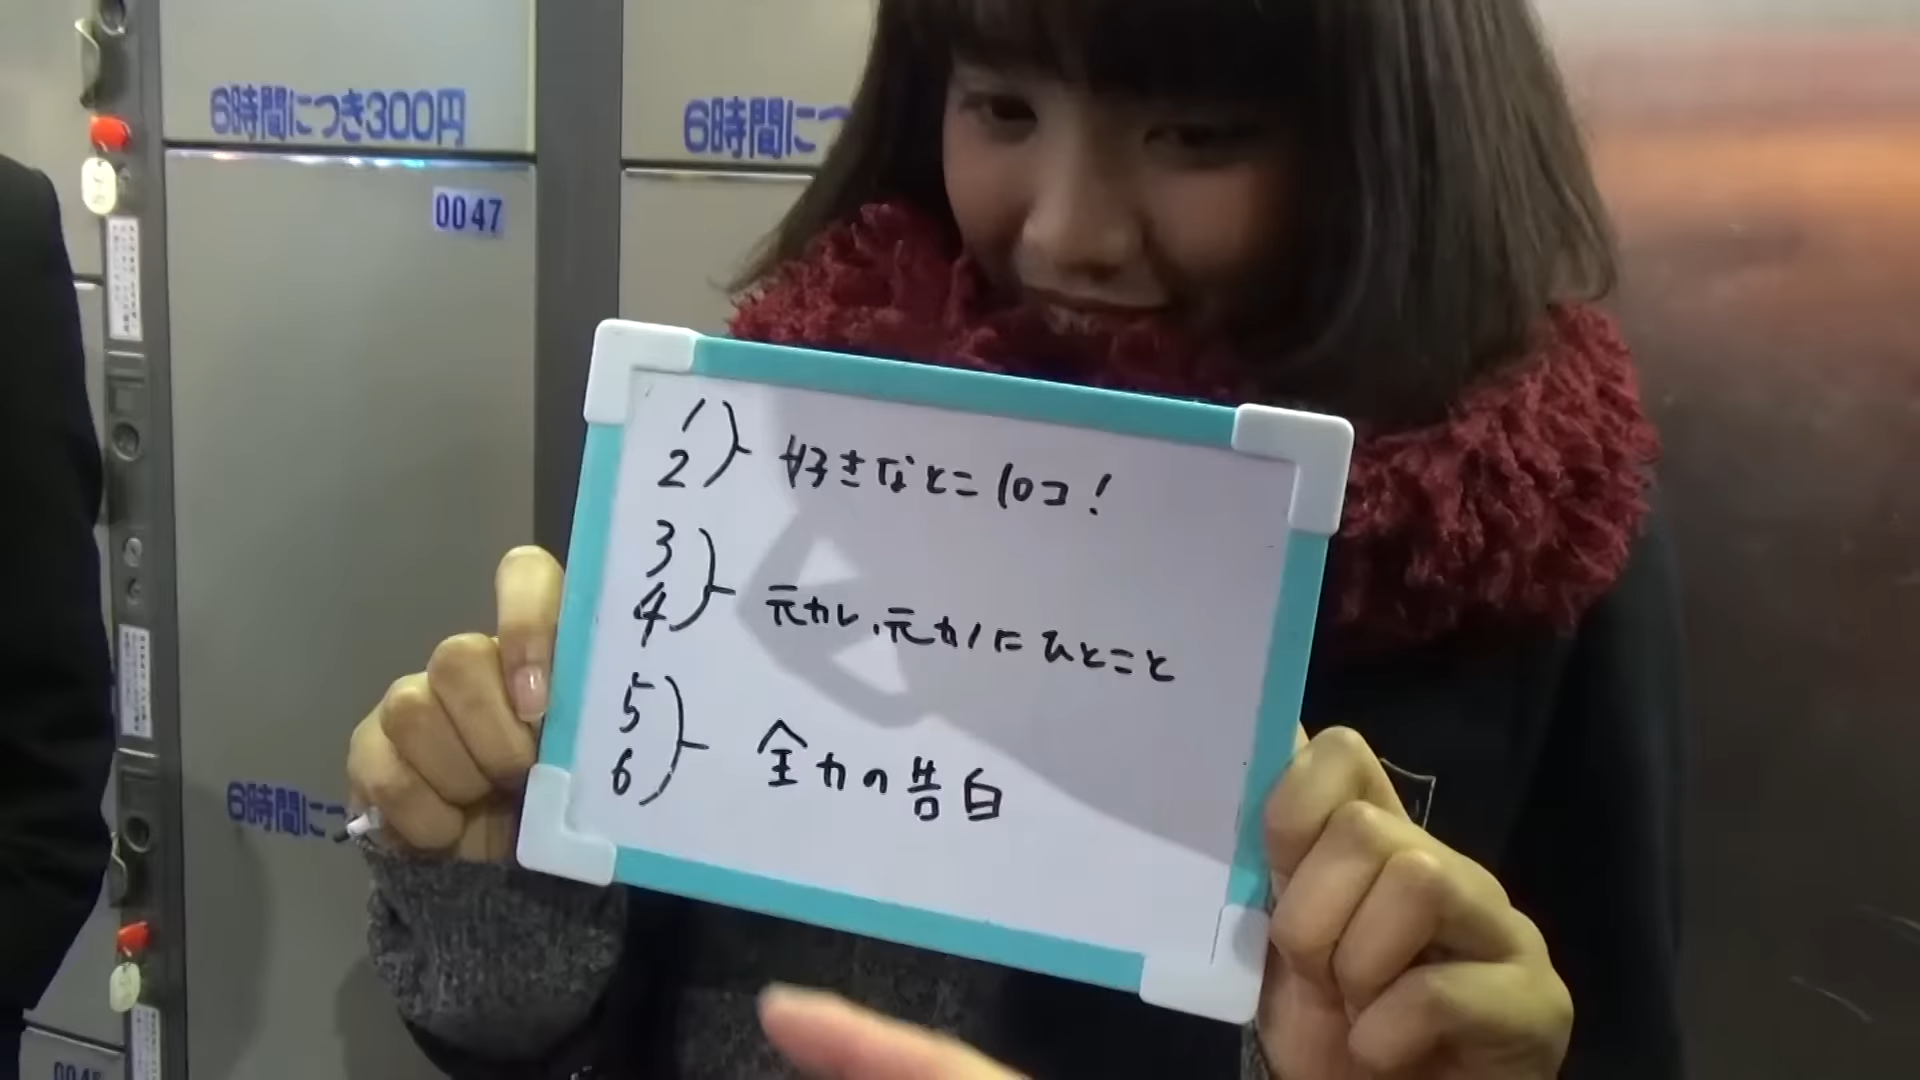 6時間につき300円
6時間につ
0047
1
2
好きなとこ10コ!
3
4
元カレ、元カノにひとこと
5
6
全力の告白
6時間につ